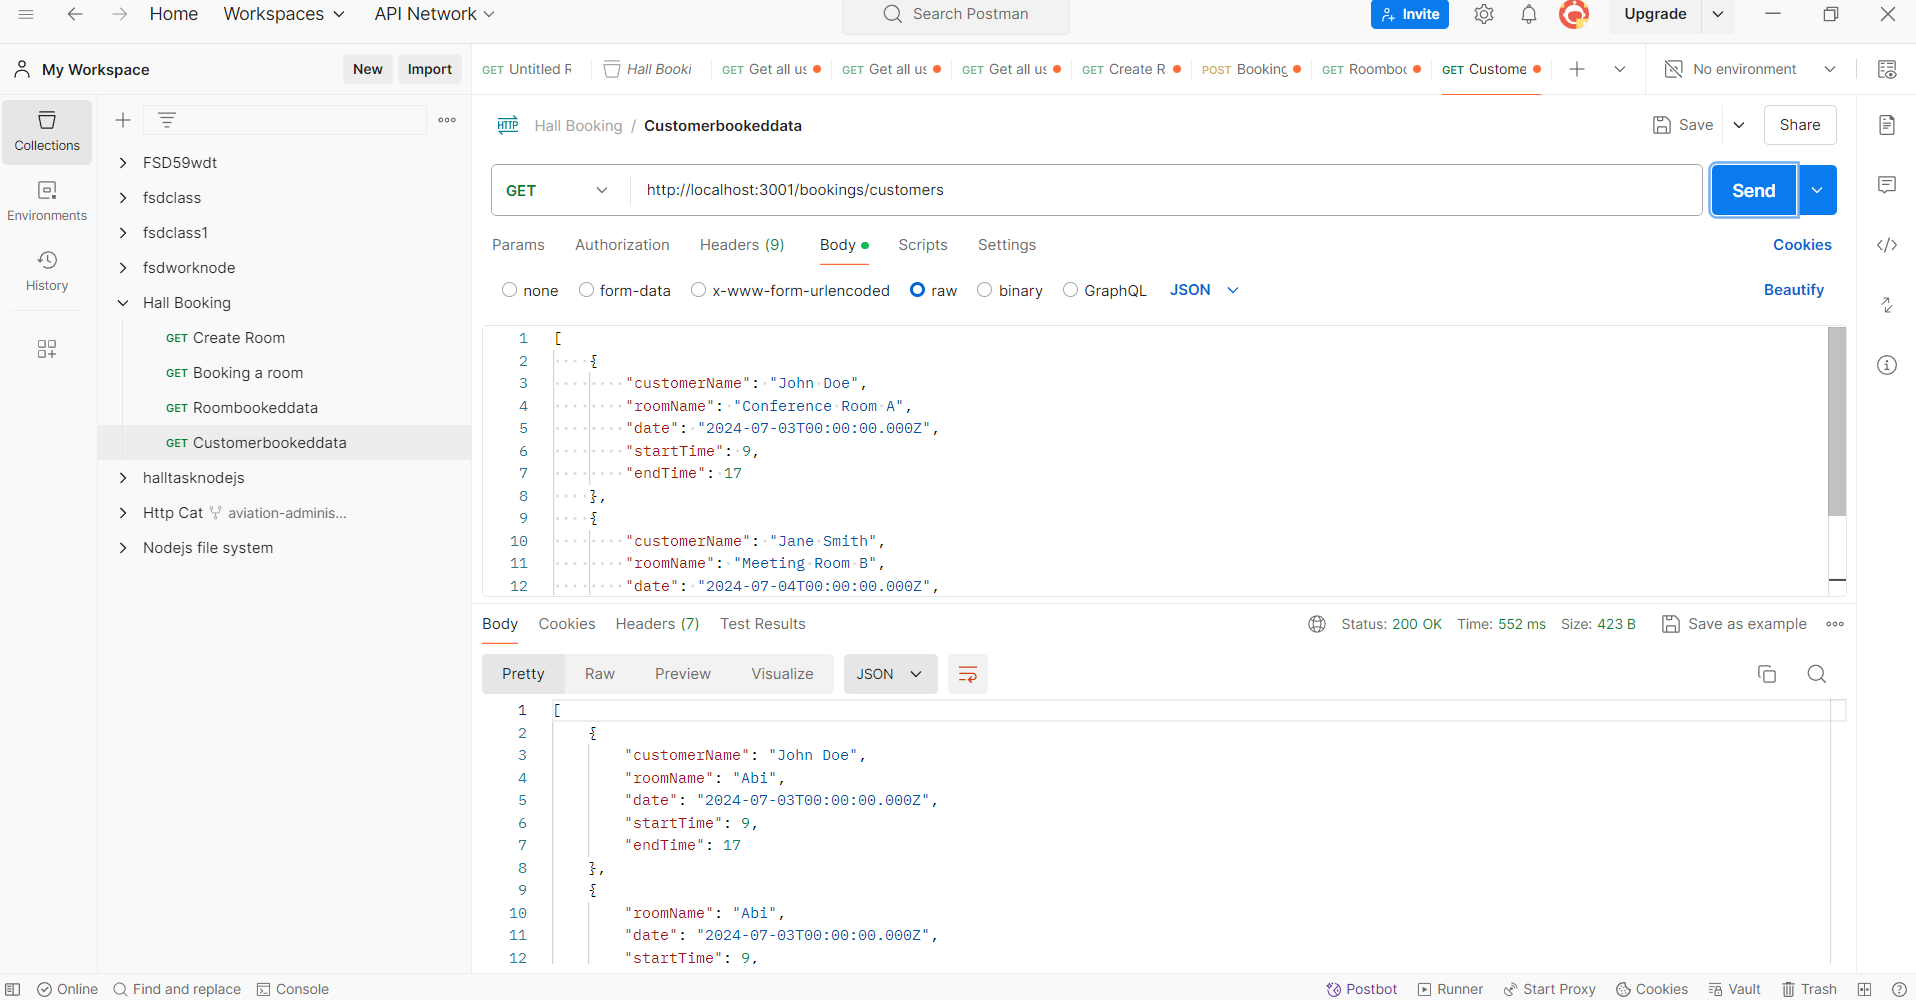 Home Workspaces API Network Search Postman Invite Upgrade
My Workspace New Import GET Untitled R Hall Booki GET Get all us GET Get all us GET Get all us GET Create R POST Booking GET Roomboo GET Custome No environment
Collections
Environments
History
FSD59wdt
fsdclass
fsdclass1
fsdworknode
Hall Booking
GET Create Room
GET Booking a room
GET Roombookeddata
GET Customerbookeddata
halltasknodejs
Http Cat aviation-adminis...
Nodejs file system
HTTP Hall Booking / Customerbookeddata Save Share
GET http://localhost:3001/bookings/customers Send
Params Authorization Headers (9) Body Scripts Settings Cookies
none form-data x-www-form-urlencoded raw binary GraphQL JSON Beautify
1 [
2 {
3 "customerName": "John Doe",
4 "roomName": "Conference Room A",
5 "date": "2024-07-03T00:00:00.000Z",
6 "startTime": 9,
7 "endTime": 17
8 },
9 {
10 "customerName": "Jane Smith",
11 "roomName": "Meeting Room B",
12 "date": "2024-07-04T00:00:00.000Z",
Body Cookies Headers (7) Test Results Status: 200 OK Time: 552 ms Size: 423 B Save as example
Pretty Raw Preview Visualize JSON
1 [
2 {
3 "customerName": "John Doe",
4 "roomName": "Abi",
5 "date": "2024-07-03T00:00:00.000Z",
6 "startTime": 9,
7 "endTime": 17
8 },
9 {
10 "roomName": "Abi",
11 "date": "2024-07-03T00:00:00.000Z",
12 "startTime": 9,
Online Find and replace Console Postbot Runner Start Proxy Cookies Vault Trash